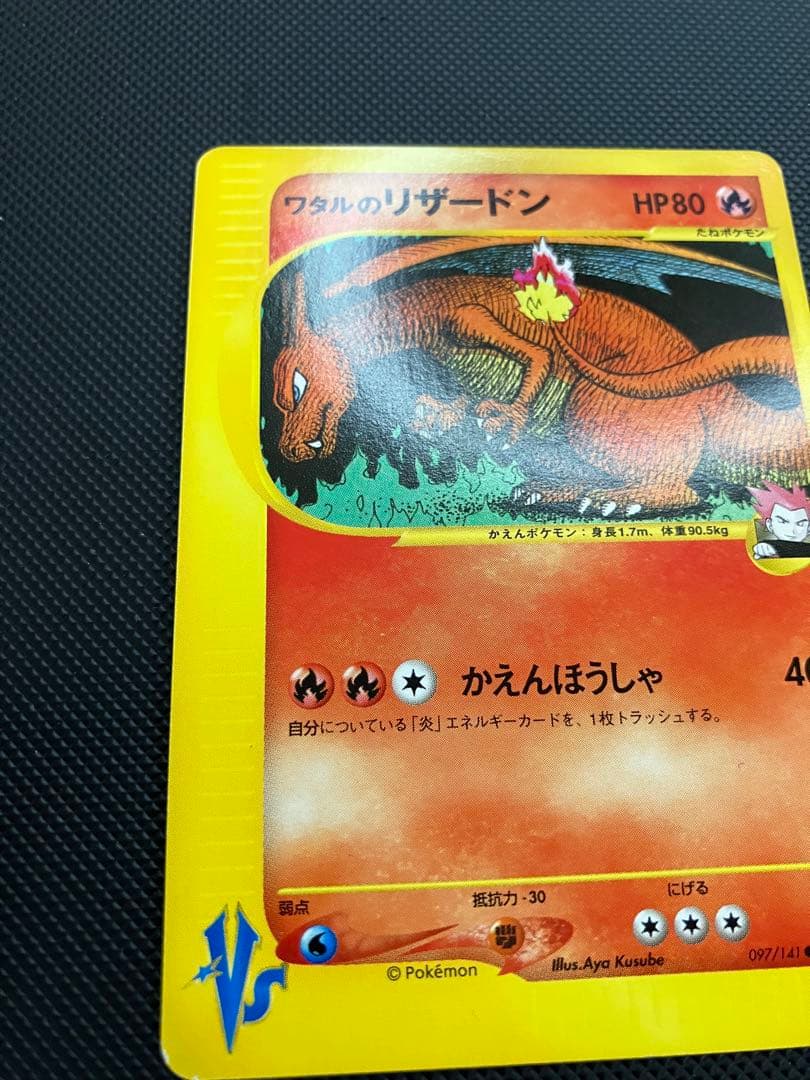 ワタルのリザードン HP80
たねポケモン
かえんポケモン：身長1.7m、体重90.5kg
かえんほうしゃ 40
自分についている「炎」エネルギーカードを、1枚トラッシュする。
弱点 抵抗力 -30 にげる
Illus.Aya Kusube 097/141
© Pokémon
VS